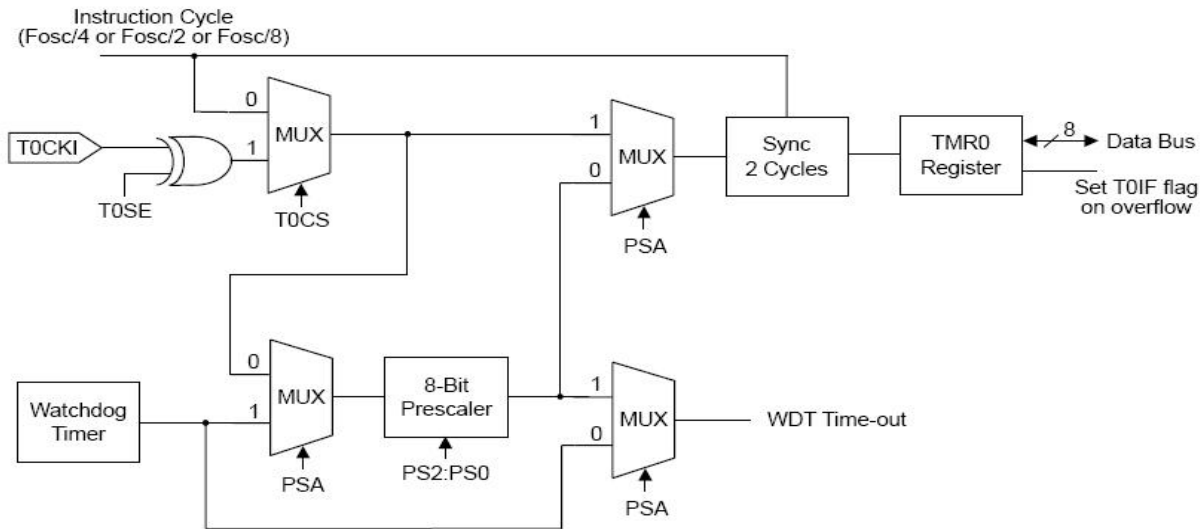 Instruction Cycle
(Fosc/4 or Fosc/2 or Fosc/8)
0
MUX
T0CKI
1
T0SE
T0CS
1
MUX
0
PSA
Sync
2 Cycles
TMR0
Register
8
Data Bus
Set T0IF flag
on overflow
0
MUX
1
Watchdog
Timer
PSA
8-Bit
Prescaler
PS2:PS0
1
MUX
0
PSA
WDT Time-out